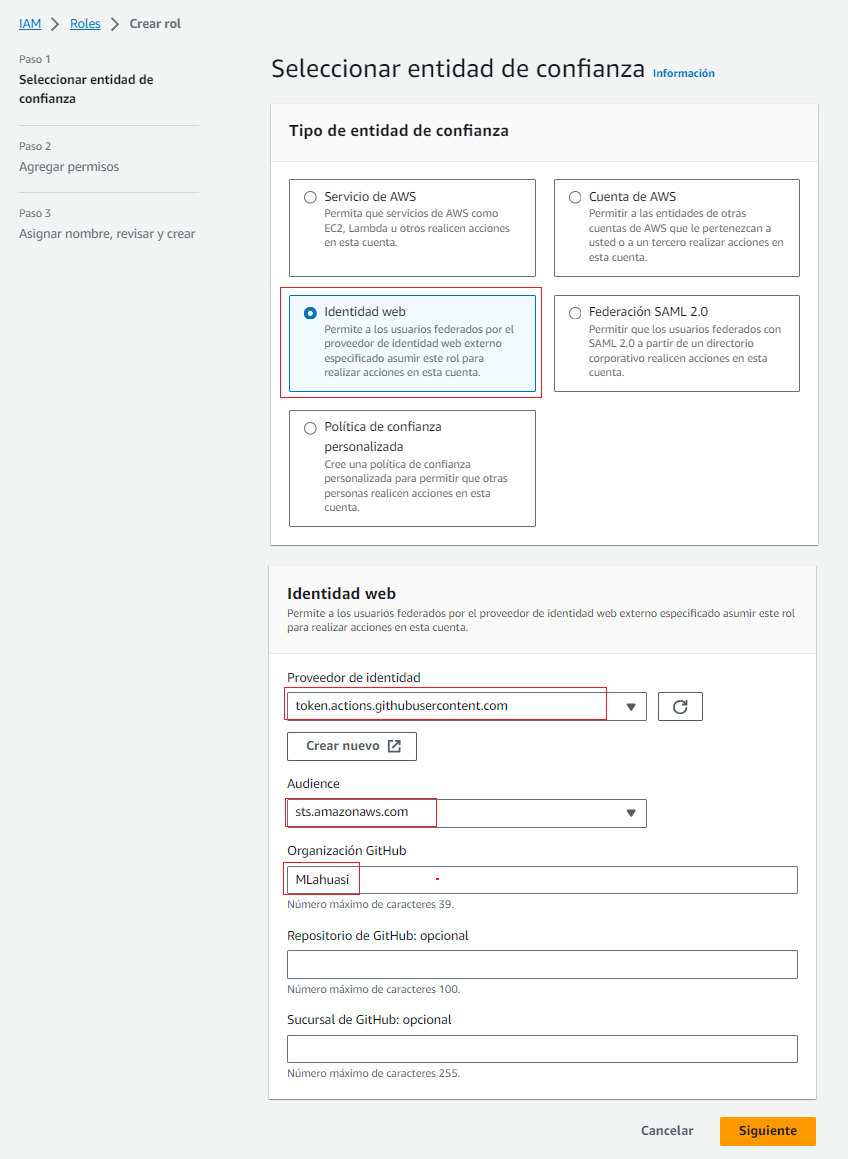 IAM > Roles > Crear rol
Paso 1
Seleccionar entidad de
confianza
Paso 2
Agregar permisos
Paso 3
Asignar nombre, revisar y crear
Seleccionar entidad de confianza Información
Tipo de entidad de confianza
Servicio de AWS
Permita que servicios de AWS como
EC2, Lambda u otros realicen acciones
en esta cuenta.
Cuenta de AWS
Permitir a las entidades de otras
cuentas de AWS que le pertenezcan a
usted o a un tercero realizar acciones en
esta cuenta.
Identidad web
Permite a los usuarios federados por el
proveedor de identidad web externo
especificado asumir este rol para
realizar acciones en esta cuenta.
Federación SAML 2.0
Permitir que los usuarios federados con
SAML 2.0 a partir de un directorio
corporativo realicen acciones en esta
cuenta.
Política de confianza
personalizada
Cree una política de confianza
personalizada para permitir que otras
personas realicen acciones en esta
cuenta.
Identidad web
Permite a los usuarios federados por el proveedor de identidad web externo especificado asumir este rol
para realizar acciones en esta cuenta.
Proveedor de identidad
token.actions.githubusercontent.com
Crear nuevo
Audience
sts.amazonaws.com
Organización GitHub
MLahuasi
Número máximo de caracteres 39.
Repositorio de GitHub: opcional
Número máximo de caracteres 100.
Sucursal de GitHub: opcional
Número máximo de caracteres 255.
Cancelar
Siguiente